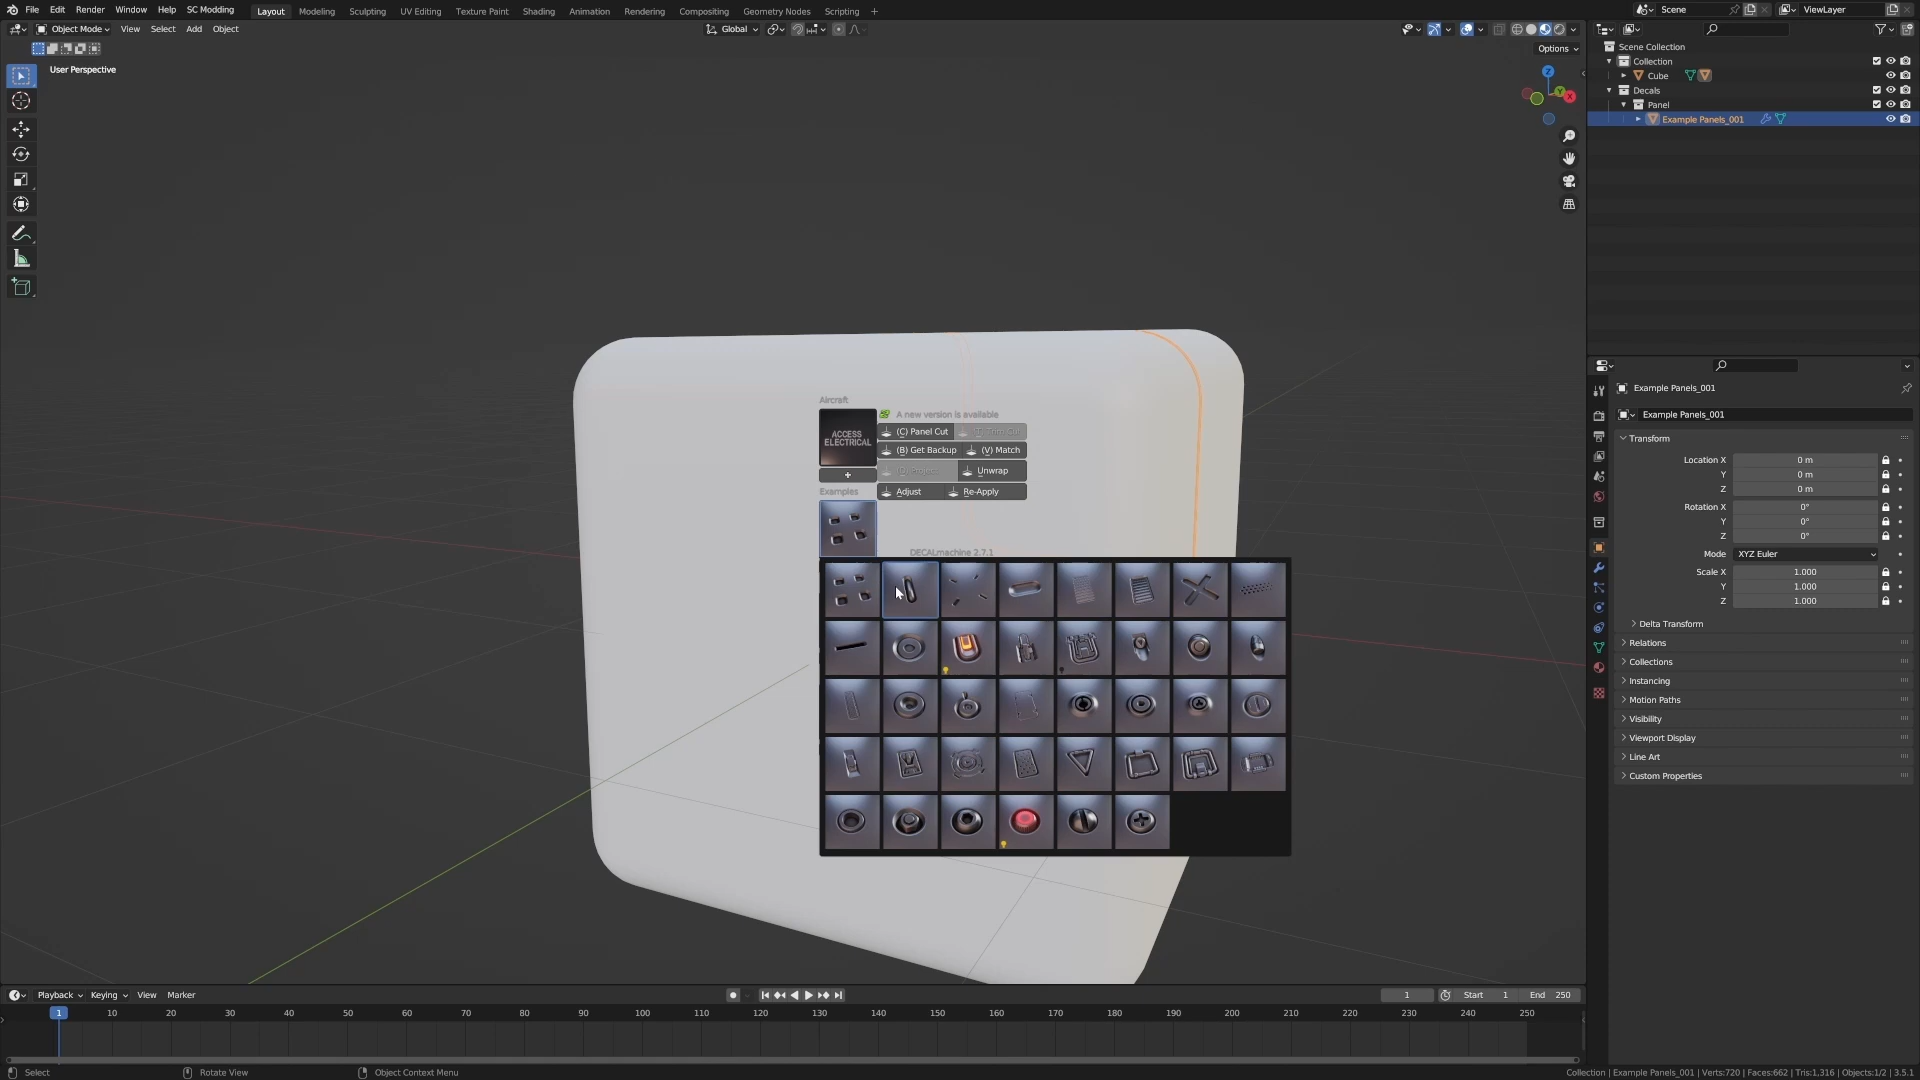 File Edit Render Window Help SC Modding Layout Modeling Sculpting UV Editing Texture Paint Shading Animation Rendering Compositing Geometry Nodes Scripting + Scene ViewLayer
Object Mode View Select Add Object Global
Options
User Perspective
Scene Collection
Collection
Cube
Decals
Panel
Example Panels_001
Aircraft
ACCESS
ELECTRICAL
A new version is available
(C) Panel Cut (T) Trim Cut
(B) Get Backup (V) Match
Unwrap
+
Examples
Adjust Re-Apply
DECALmachine 2.7.1
Z
Y
X
Example Panels_001
Example Panels_001
Transform
Location X 0 m
Y 0 m
Z 0 m
Rotation X 0°
Y 0°
Z 0°
Mode XYZ Euler
Scale X 1.000
Y 1.000
Z 1.000
Delta Transform
Relations
Collections
Instancing
Motion Paths
Visibility
Viewport Display
Line Art
Custom Properties
Playback Keying View Marker 1 Start 1 End 250
1 10 20 30 40 50 60 70 80 90 100 110 120 130 140 150 160 170 180 190 200 210 220 230 240 250
Select Rotate View Object Context Menu Collection | Example Panels_001 | Verts:720 | Faces:662 | Tris:1,316 | Objects:1/2 | 3.5.1